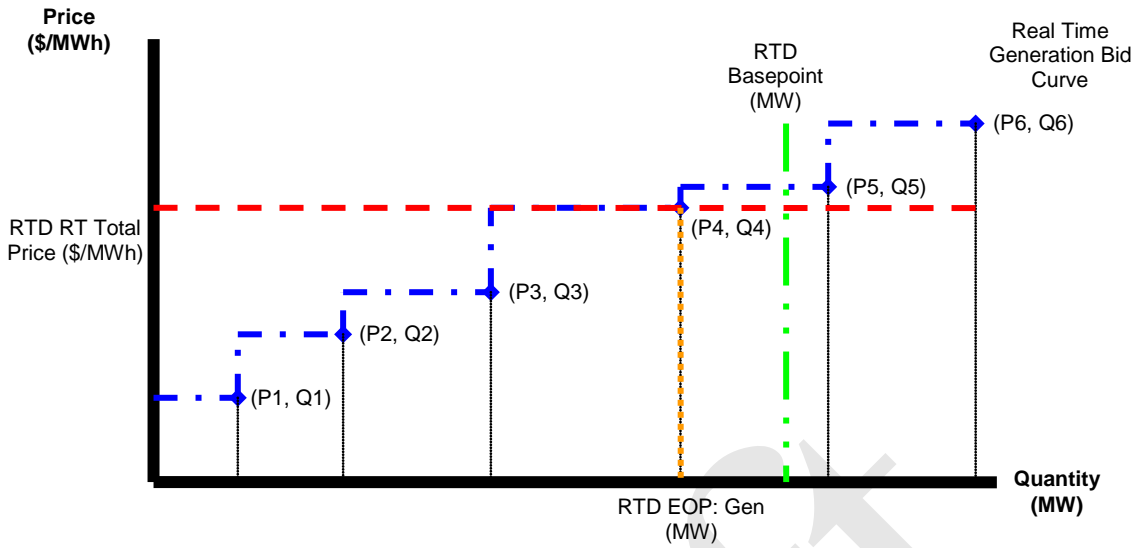 Price
($/MWh)
Real Time
Generation Bid
Curve
RTD
Basepoint
(MW)
(P6, Q6)
(P5, Q5)
RTD RT Total
Price ($/MWh)
(P4, Q4)
(P3, Q3)
(P2, Q2)
(P1, Q1)
Quantity
(MW)
RTD EOP: Gen
(MW)